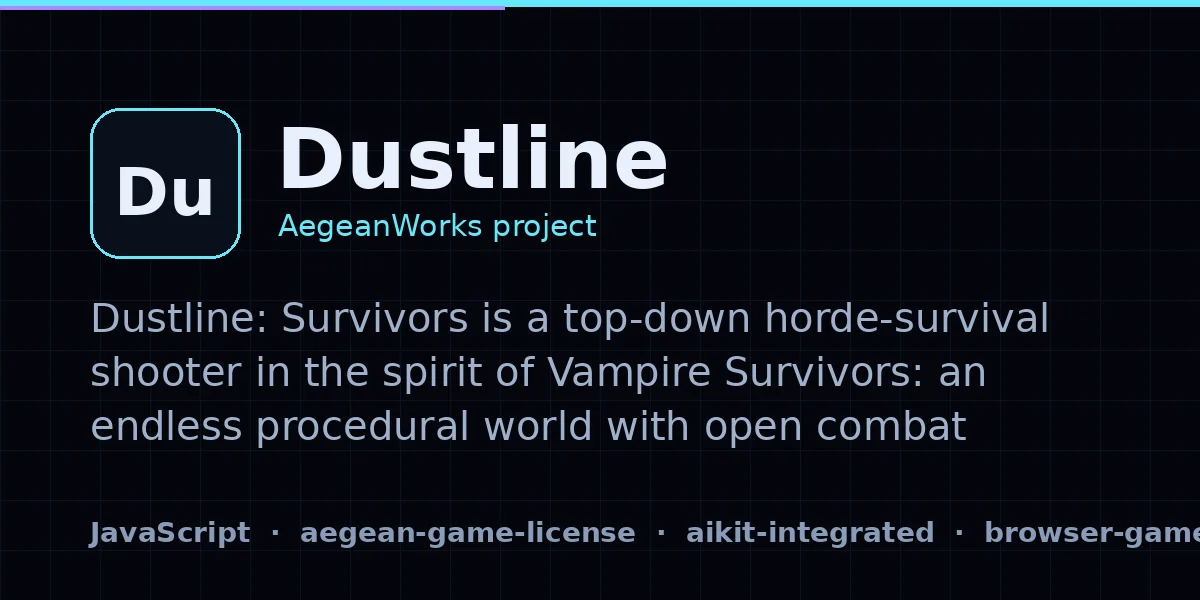 Du
Dustline
AegeanWorks project
Dustline: Survivors is a top-down horde-survival
shooter in the spirit of Vampire Survivors: an
endless procedural world with open combat
JavaScript · aegean-game-license · aikit-integrated · browser-game